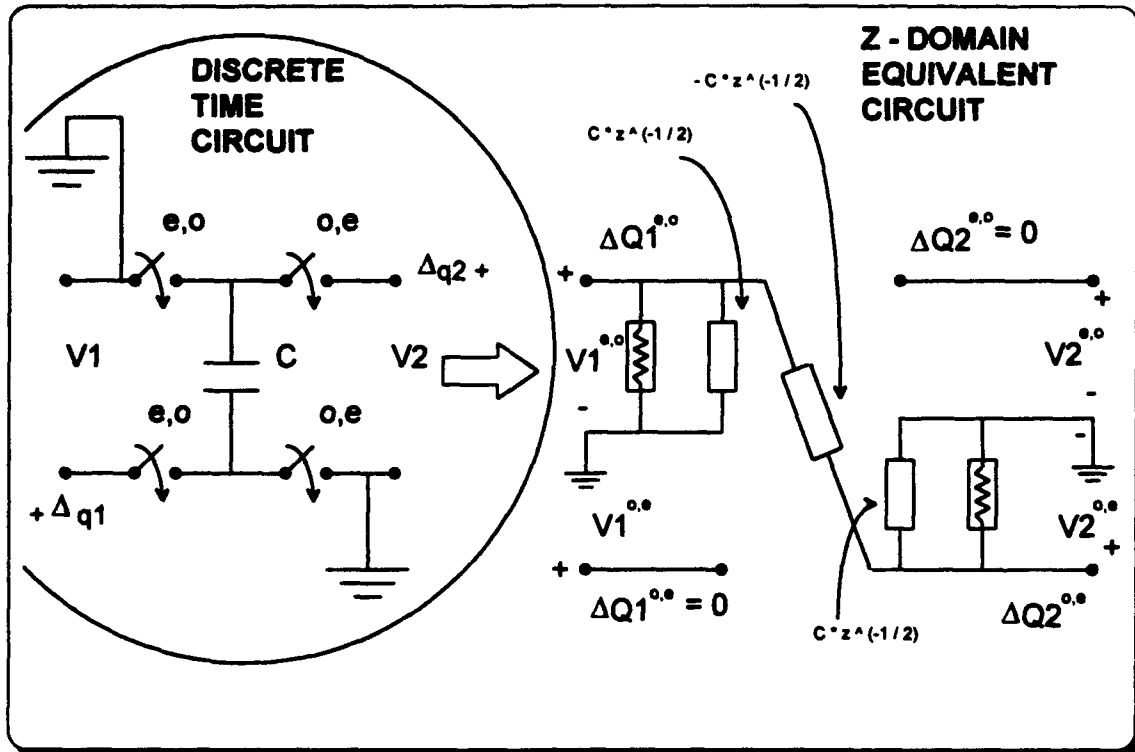 DISCRETE
TIME
CIRCUIT
e,o
o,e
Δq2 +
V1
C
V2
e,o
o,e
+ Δq1
Z - DOMAIN
EQUIVALENT
CIRCUIT
- C * z ^ (-1 / 2)
C * z ^ (-1 / 2)
ΔQ1^e,o
ΔQ2^e,o = 0
+
+
V1^e,o
V2^e,o
-
-
-
V1^o,e
V2^o,e
+
+
ΔQ1^o,e = 0
ΔQ2^o,e
C * z ^ (-1 / 2)